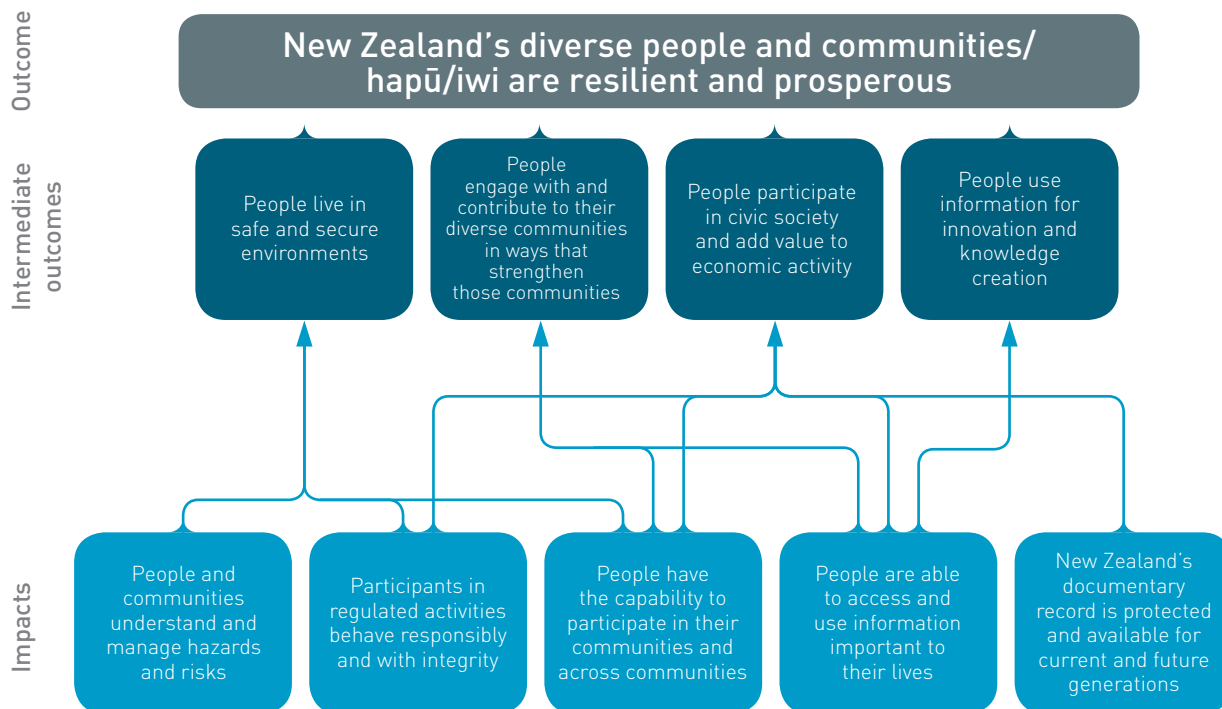 Outcome
New Zealand's diverse people and communities/
hapū/iwi are resilient and prosperous
Intermediate
outcomes
People live in
safe and secure
environments
People
engage with and
contribute to their
diverse communities
in ways that
strengthen
those communities
People participate
in civic society
and add value to
economic activity
People use
information for
innovation and
knowledge
creation
Impacts
People and
communities
understand and
manage hazards
and risks
Participants in
regulated activities
behave responsibly
and with integrity
People have
the capability to
participate in their
communities and
across communities
People are able
to access and
use information
important to
their lives
New Zealand's
documentary
record is protected
and available for
current and future
generations